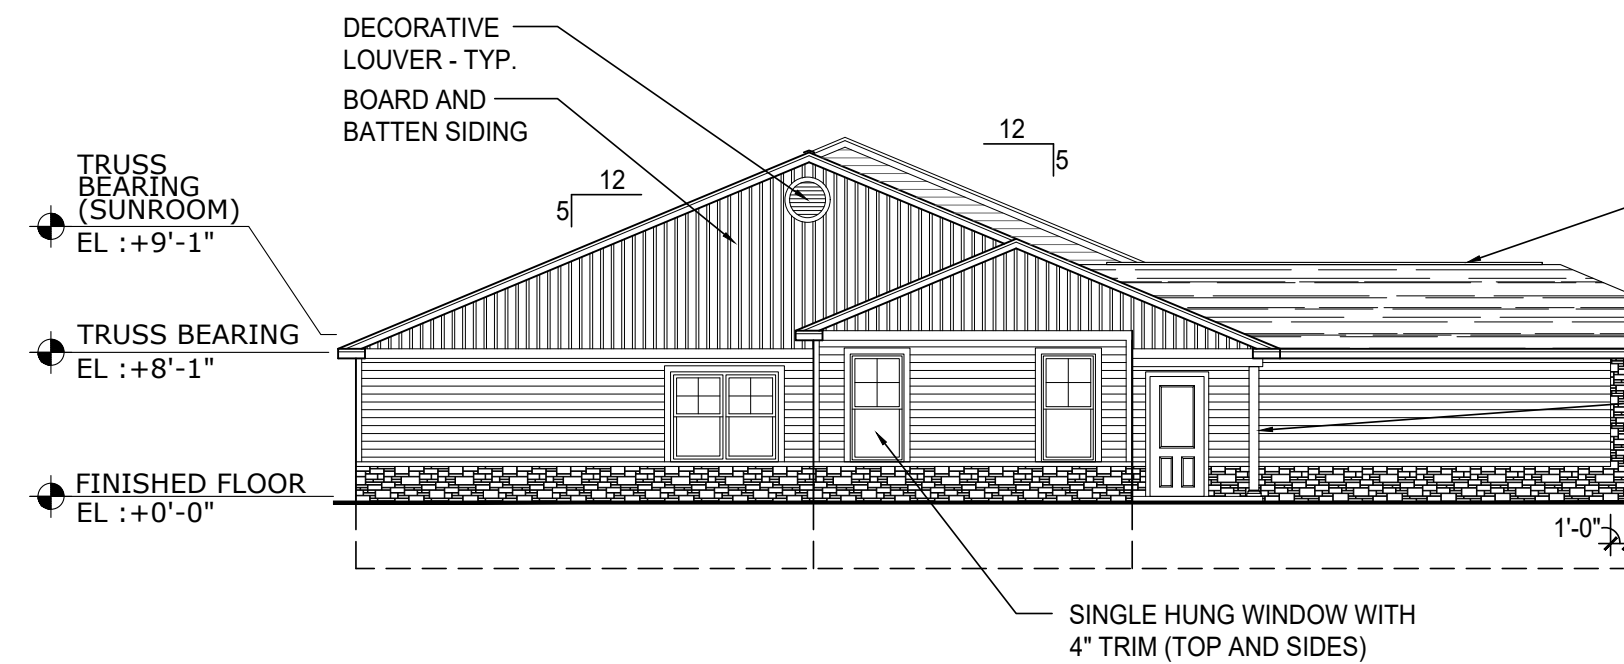 DECORATIVE
LOUVER - TYP.
BOARD AND
BATTEN SIDING
12
5
12
5
TRUSS
BEARING
(SUNROOM)
EL :+9'-1"
TRUSS BEARING
EL :+8'-1"
FINISHED FLOOR
EL :+0'-0"
1'-0"
SINGLE HUNG WINDOW WITH
4" TRIM (TOP AND SIDES)